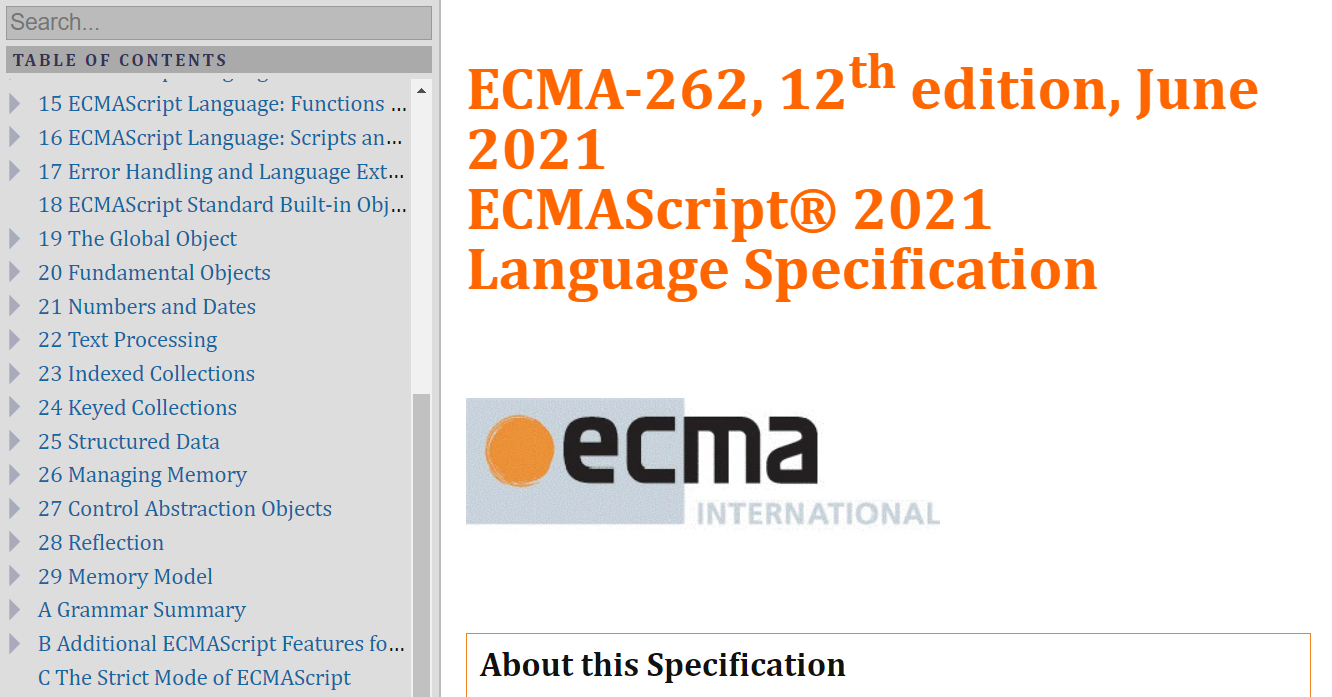 Search...
TABLE OF CONTENTS
15 ECMAScript Language: Functions ...
16 ECMAScript Language: Scripts an...
17 Error Handling and Language Ext...
18 ECMAScript Standard Built-in Obj...
19 The Global Object
20 Fundamental Objects
21 Numbers and Dates
22 Text Processing
23 Indexed Collections
24 Keyed Collections
25 Structured Data
26 Managing Memory
27 Control Abstraction Objects
28 Reflection
29 Memory Model
A Grammar Summary
B Additional ECMAScript Features fo...
C The Strict Mode of ECMAScript
ECMA-262, 12th edition, June
2021
ECMAScript® 2021
Language Specification
ecma
INTERNATIONAL
About this Specification